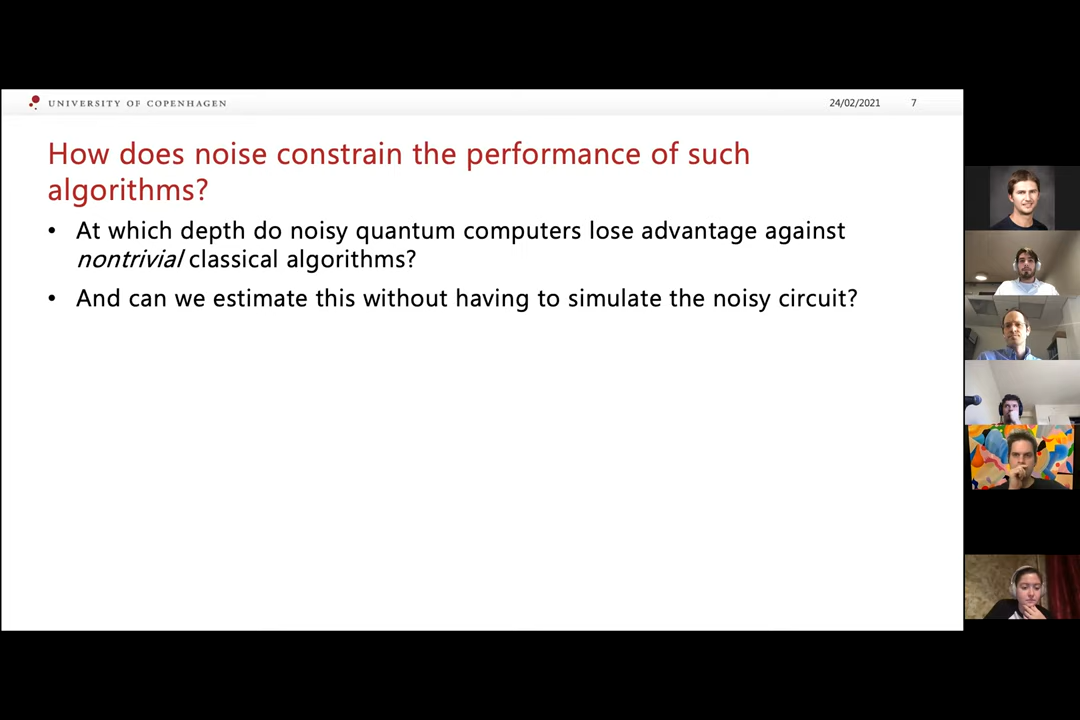 UNIVERSITY OF COPENHAGEN
24/02/2021 7
How does noise constrain the performance of such
algorithms?
• At which depth do noisy quantum computers lose advantage against
nontrivial classical algorithms?
• And can we estimate this without having to simulate the noisy circuit?